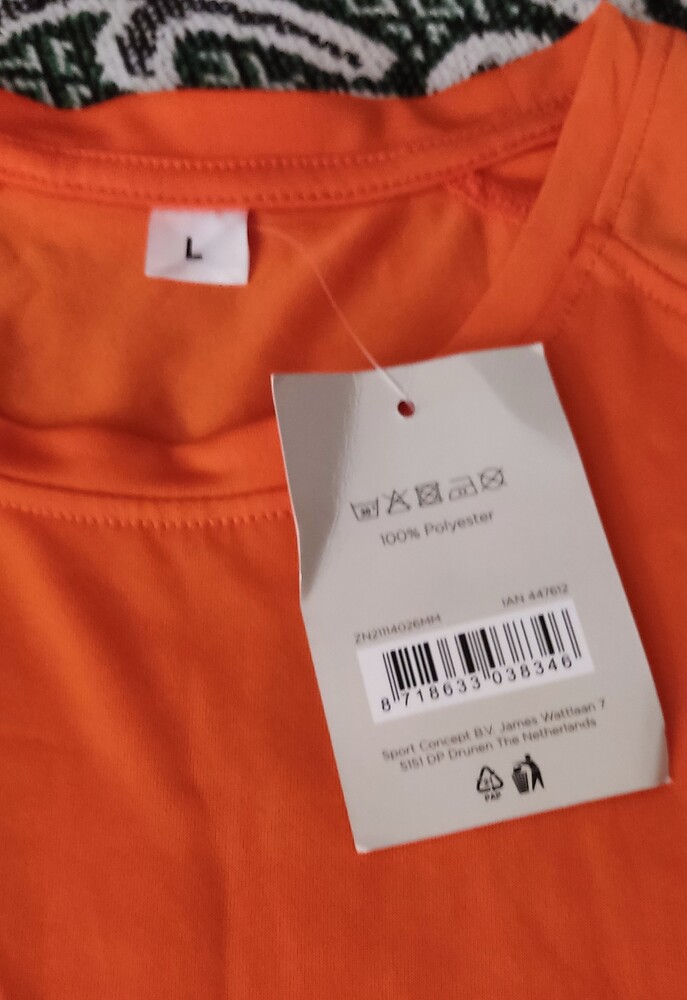 L
100% Polyester
IAN 447612
ZN21114026MM
8 718633 038346
Sport Concept B.V. James Wattlaan 7
5151 DP Drunen The Netherlands
PAP